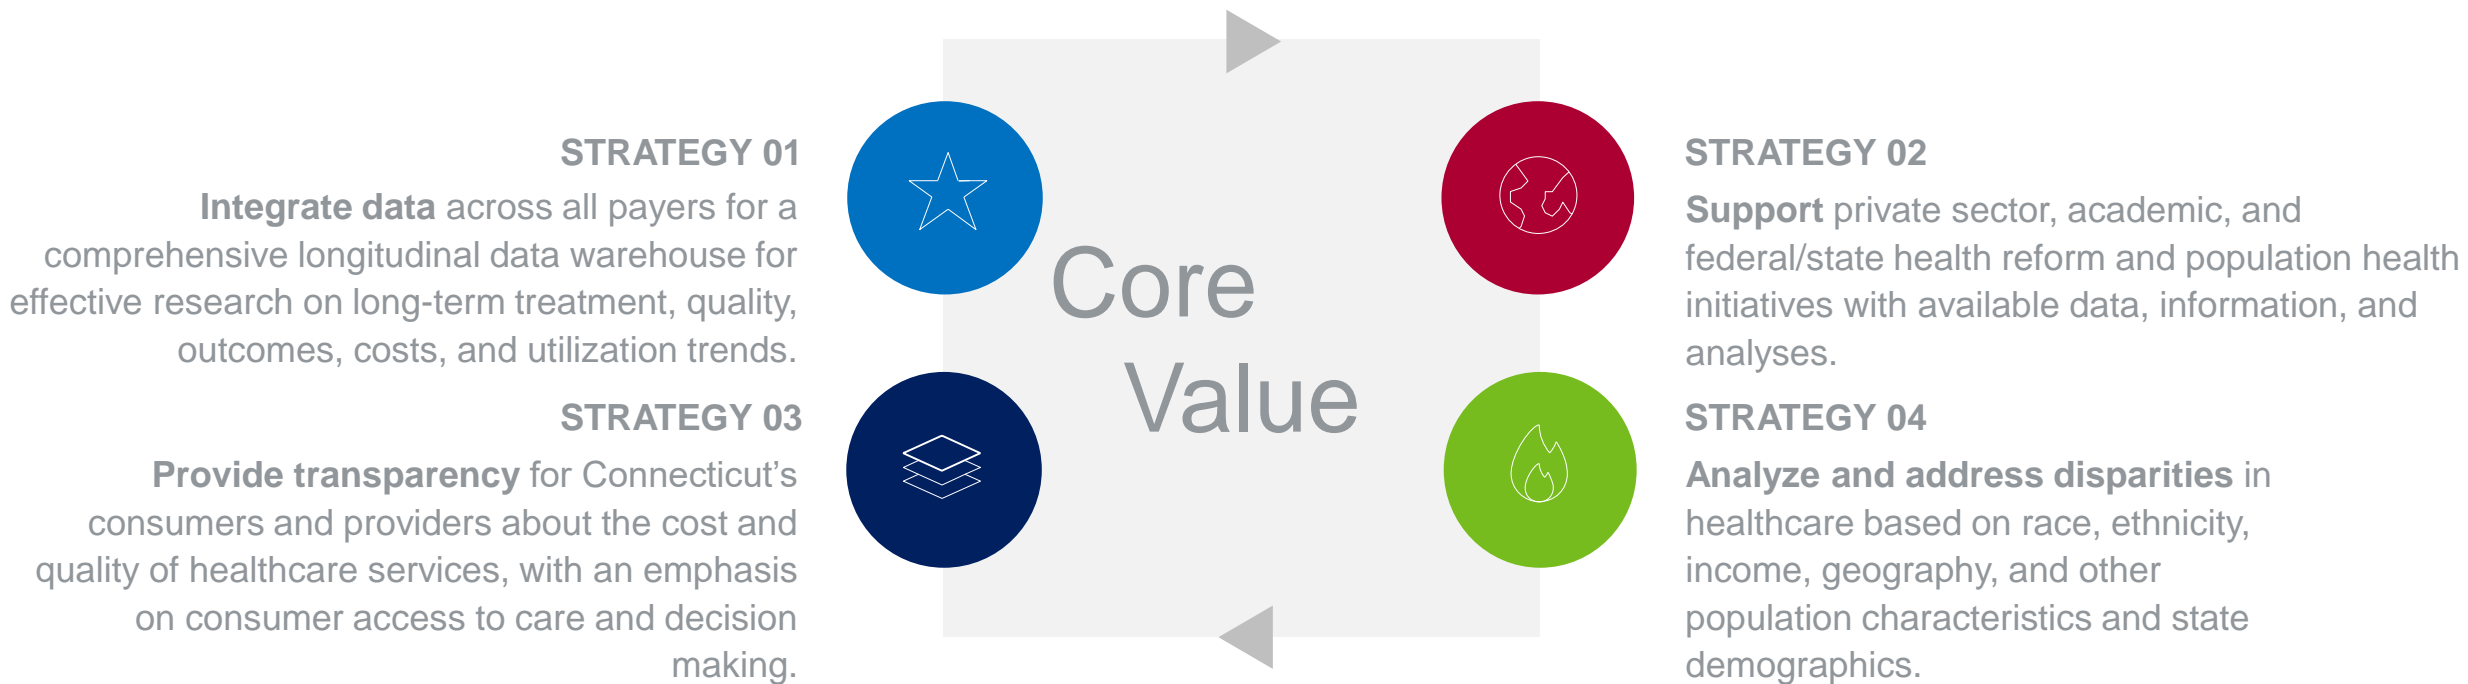 STRATEGY 01
Integrate data across all payers for a
comprehensive longitudinal data warehouse for
effective research on long-term treatment, quality,
outcomes, costs, and utilization trends.
STRATEGY 02
Support private sector, academic, and
federal/state health reform and population health
initiatives with available data, information, and
analyses.
Core
Value
STRATEGY 03
Provide transparency for Connecticut’s
consumers and providers about the cost and
quality of healthcare services, with an emphasis
on consumer access to care and decision
making.
STRATEGY 04
Analyze and address disparities in
healthcare based on race, ethnicity,
income, geography, and other
population characteristics and state
demographics.